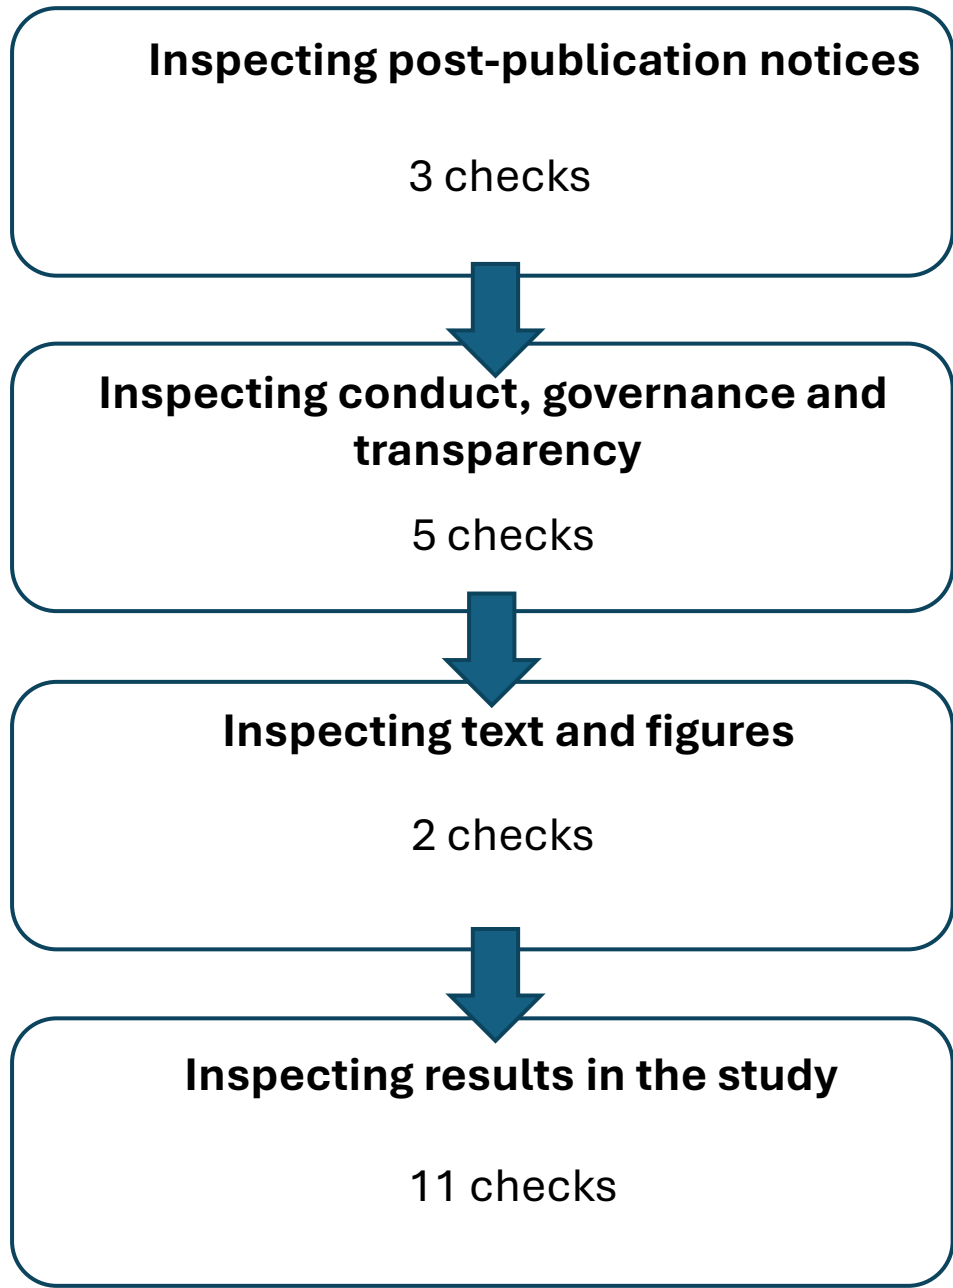 Inspecting post-publication notices
3 checks
Inspecting conduct, governance and
transparency
5 checks
Inspecting text and figures
2 checks
Inspecting results in the study
11 checks